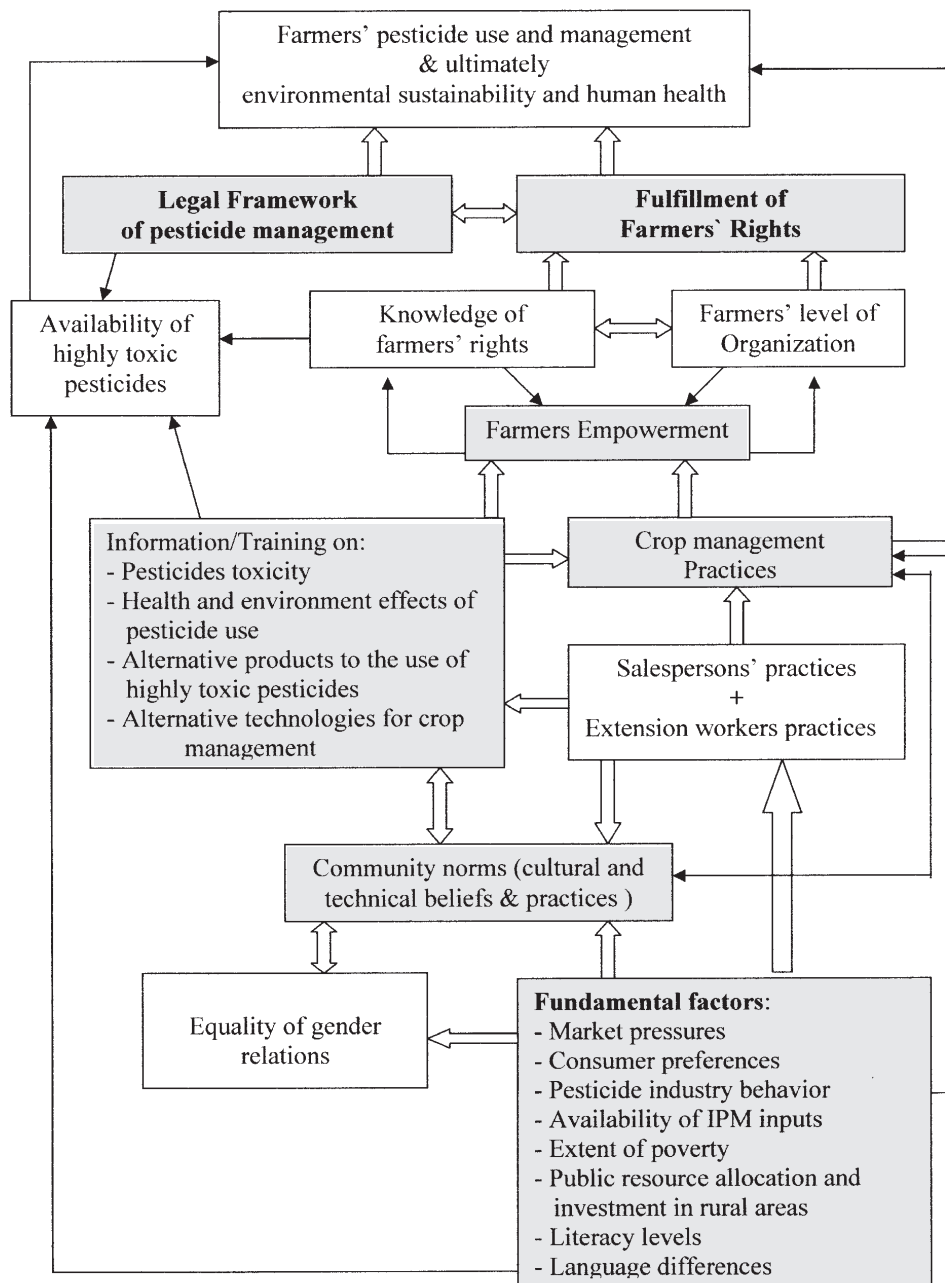 Farmers’ pesticide use and management
& ultimately
environmental sustainability and human health
Legal Framework
of pesticide management
Fulfillment of
Farmers` Rights
Availability of
highly toxic
pesticides
Knowledge of
farmers’ rights
Farmers’ level of
Organization
Farmers Empowerment
Information/Training on:
- Pesticides toxicity
- Health and environment effects of
pesticide use
- Alternative products to the use of
highly toxic pesticides
- Alternative technologies for crop
management
Crop management
Practices
Salespersons’ practices
+
Extension workers practices
Community norms (cultural and
technical beliefs & practices )
Equality of gender
relations
Fundamental factors:
- Market pressures
- Consumer preferences
- Pesticide industry behavior
- Availability of IPM inputs
- Extent of poverty
- Public resource allocation and
investment in rural areas
- Literacy levels
- Language differences